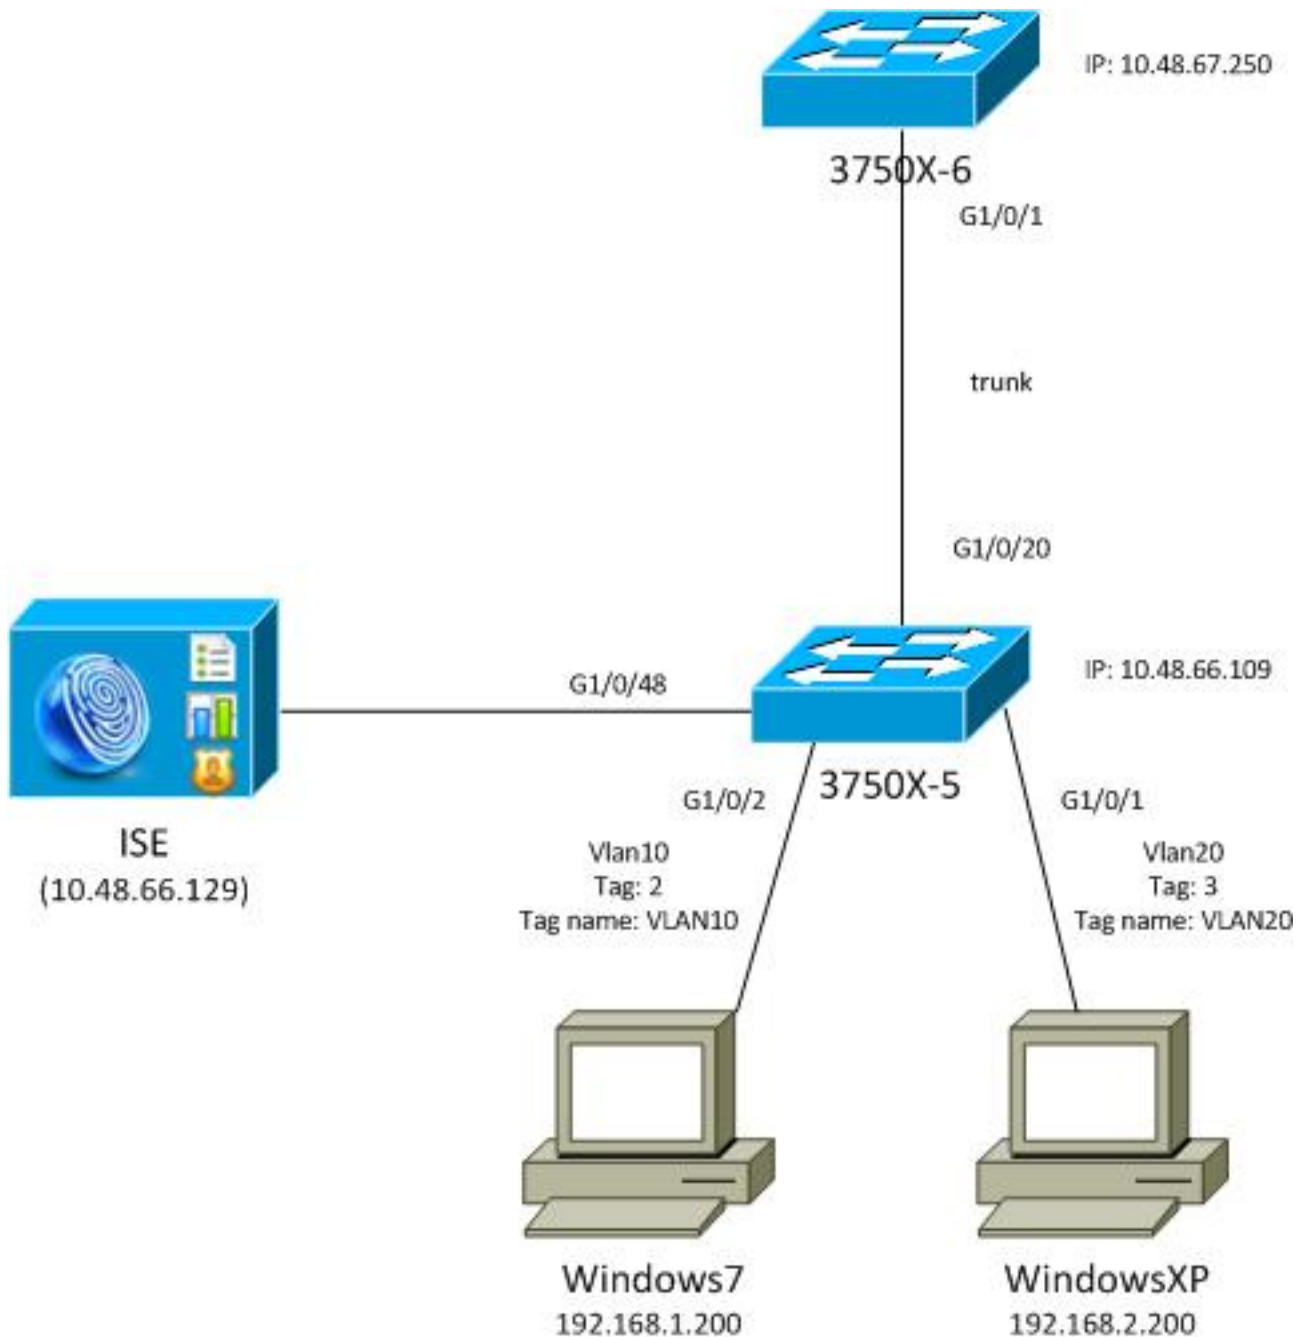 IP: 10.48.67.250
3750X-6
G1/0/1
trunk
G1/0/20
G1/0/48
IP: 10.48.66.109
3750X-5
G1/0/2
G1/0/1
ISE
(10.48.66.129)
Vlan10
Tag: 2
Tag name: VLAN10
Vlan20
Tag: 3
Tag name: VLAN20
Windows7
192.168.1.200
WindowsXP
192.168.2.200